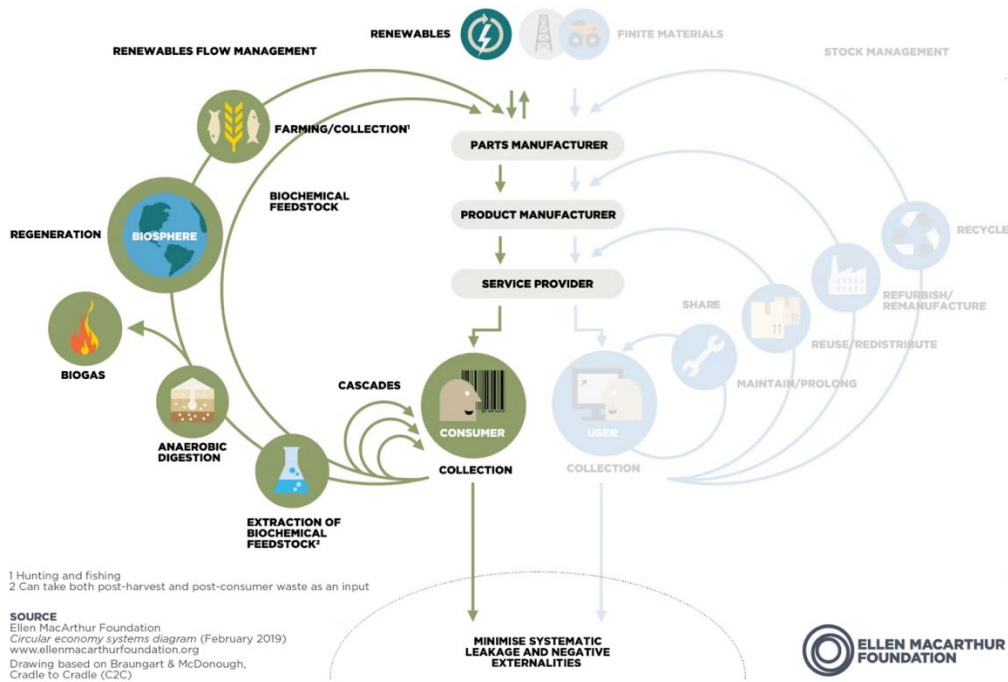 RENEWABLES
FINITE MATERIALS
RENEWABLES FLOW MANAGEMENT
STOCK MANAGEMENT
FARMING/COLLECTION¹
PARTS MANUFACTURER
BIOCHEMICAL
FEEDSTOCK
PRODUCT MANUFACTURER
REGENERATION
BIOSPHERE
RECYCLE
SERVICE PROVIDER
SHARE
REFURBISH/
REMANUFACTURE
REUSE/REDISTRIBUTE
BIOGAS
CASCADES
MAINTAIN/PROLONG
CONSUMER
USER
ANAEROBIC
DIGESTION
COLLECTION
COLLECTION
EXTRACTION OF
BIOCHEMICAL
FEEDSTOCK²
1 Hunting and fishing
2 Can take both post-harvest and post-consumer waste as an input
SOURCE
Ellen MacArthur Foundation
Circular economy systems diagram (February 2019)
www.ellenmacarthurfoundation.org
Drawing based on Braungart & McDonough,
Cradle to Cradle (C2C)
MINIMISE SYSTEMATIC
LEAKAGE AND NEGATIVE
EXTERNALITIES
ELLEN MACARTHUR
FOUNDATION